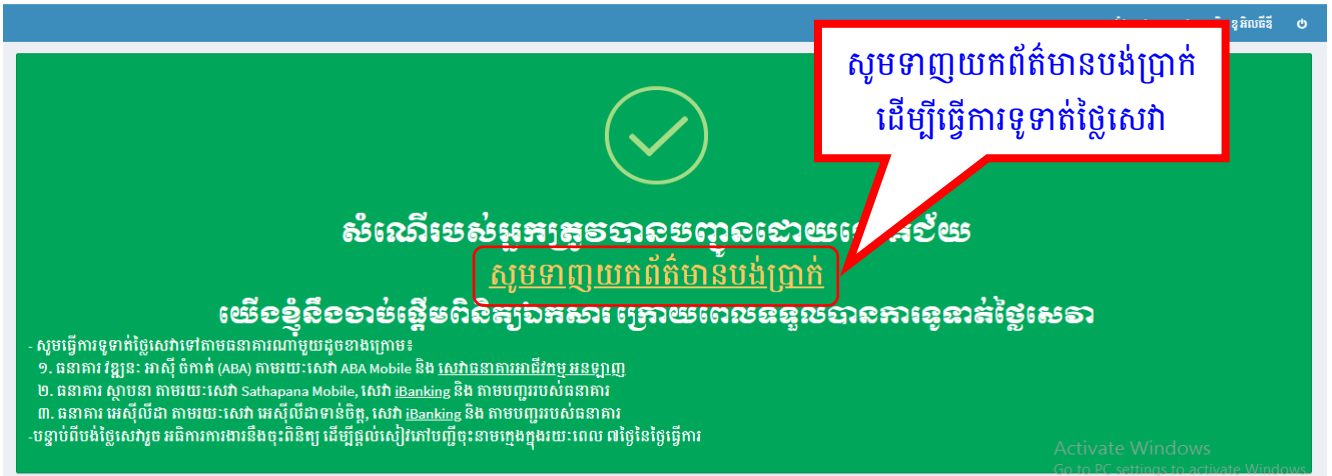 ខូអិលធីឌី
សូមទាញយកព័ត៌មានបង់ប្រាក់
ដើម្បីធ្វើការទូទាត់ថ្លៃសេវា
សំណើរបស់អ្នកត្រូវបានបញ្ជូនដោយ
សូមទាញយកព័ត៌មានបង់ប្រាក់
យើងខ្ញុំនឹងចាប់ផ្តើមពិនិត្យឯកសារ ក្រោយពេលទទួលបានការទូទាត់ថ្លៃសេវា
- សូមធ្វើការទូទាត់ថ្លៃសេវាទៅតាមធនាគារណាមួយដូចខាងក្រោម៖
១. ធនាគារ វឌ្ឍនៈ អាស៊ី ចំកាត់ (ABA) តាមរយៈសេវា ABA Mobile និង សេវាធនាគារអាជីវកម្ម អនឡាញ
២. ធនាគារ ស្ថាបនា តាមរយៈសេវា Sathapana Mobile, សេវា iBanking និង តាមបញ្ជររបស់ធនាគារ
៣. ធនាគារ អេស៊ីលីដា តាមរយៈសេវា អេស៊ីលីដាទាន់ចិត្ត, សេវា iBanking និង តាមបញ្ជររបស់ធនាគារ
-បន្ទាប់ពីបង់ថ្លៃសេវារួច អធិការការងារនឹងចុះពិនិត្យ ដើម្បីផ្តល់សៀវភៅបញ្ជីចុះនាមក្មេងក្នុងរយៈពេល ៧ថ្ងៃនៃថ្ងៃធ្វើការ
Activate Windows
Go to PC settings to activate Windows.